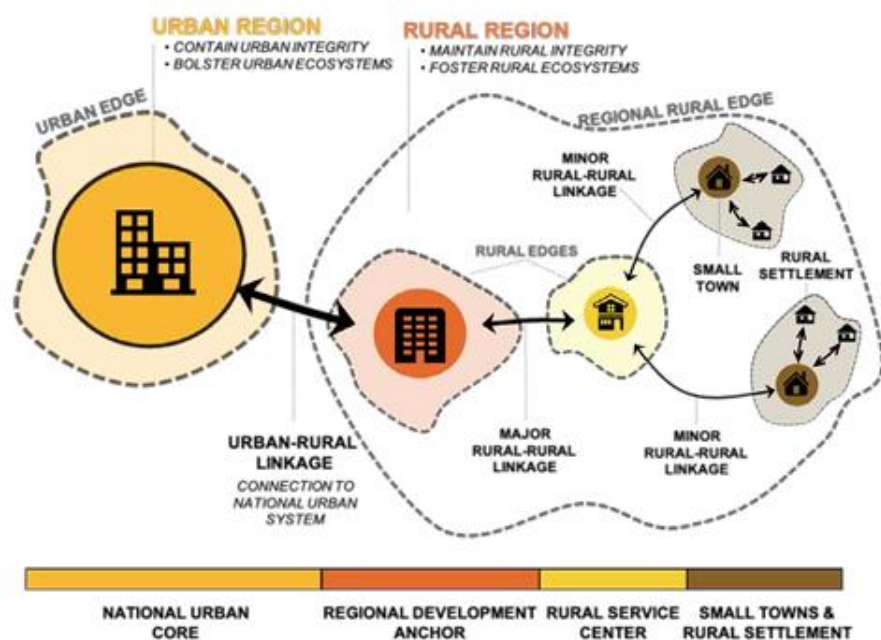 URBAN REGION
• CONTAIN URBAN INTEGRITY
• BOLSTER URBAN ECOSYSTEMS
RURAL REGION
• MAINTAIN RURAL INTEGRITY
• FOSTER RURAL ECOSYSTEMS
URBAN EDGE
REGIONAL RURAL EDGE
MINOR
RURAL-RURAL
LINKAGE
RURAL EDGES
SMALL
TOWN
RURAL
SETTLEMENT
URBAN-RURAL
LINKAGE
CONNECTION TO
NATIONAL URBAN
SYSTEM
MAJOR
RURAL-RURAL
LINKAGE
MINOR
RURAL-RURAL
LINKAGE
NATIONAL URBAN
CORE
REGIONAL DEVELOPMENT
ANCHOR
RURAL SERVICE
CENTER
SMALL TOWNS &
RURAL SETTLEMENT